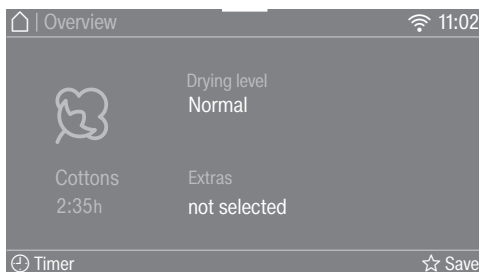 | Overview 11:02
Drying level
Normal
Cottons
2:35h
Extras
not selected
Timer Save